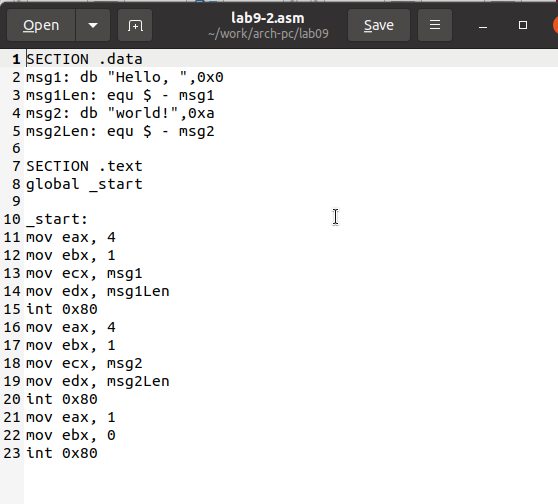 Open
lab9-2.asm
~/work/arch-pc/lab09
Save
1 SECTION .data
2 msg1: db "Hello, ",0x0
3 msg1Len: equ $ - msg1
4 msg2: db "world!",0xa
5 msg2Len: equ $ - msg2
6
7 SECTION .text
8 global _start
9
10 _start:
11 mov eax, 4
12 mov ebx, 1
13 mov ecx, msg1
14 mov edx, msg1Len
15 int 0x80
16 mov eax, 4
17 mov ebx, 1
18 mov ecx, msg2
19 mov edx, msg2Len
20 int 0x80
21 mov eax, 1
22 mov ebx, 0
23 int 0x80